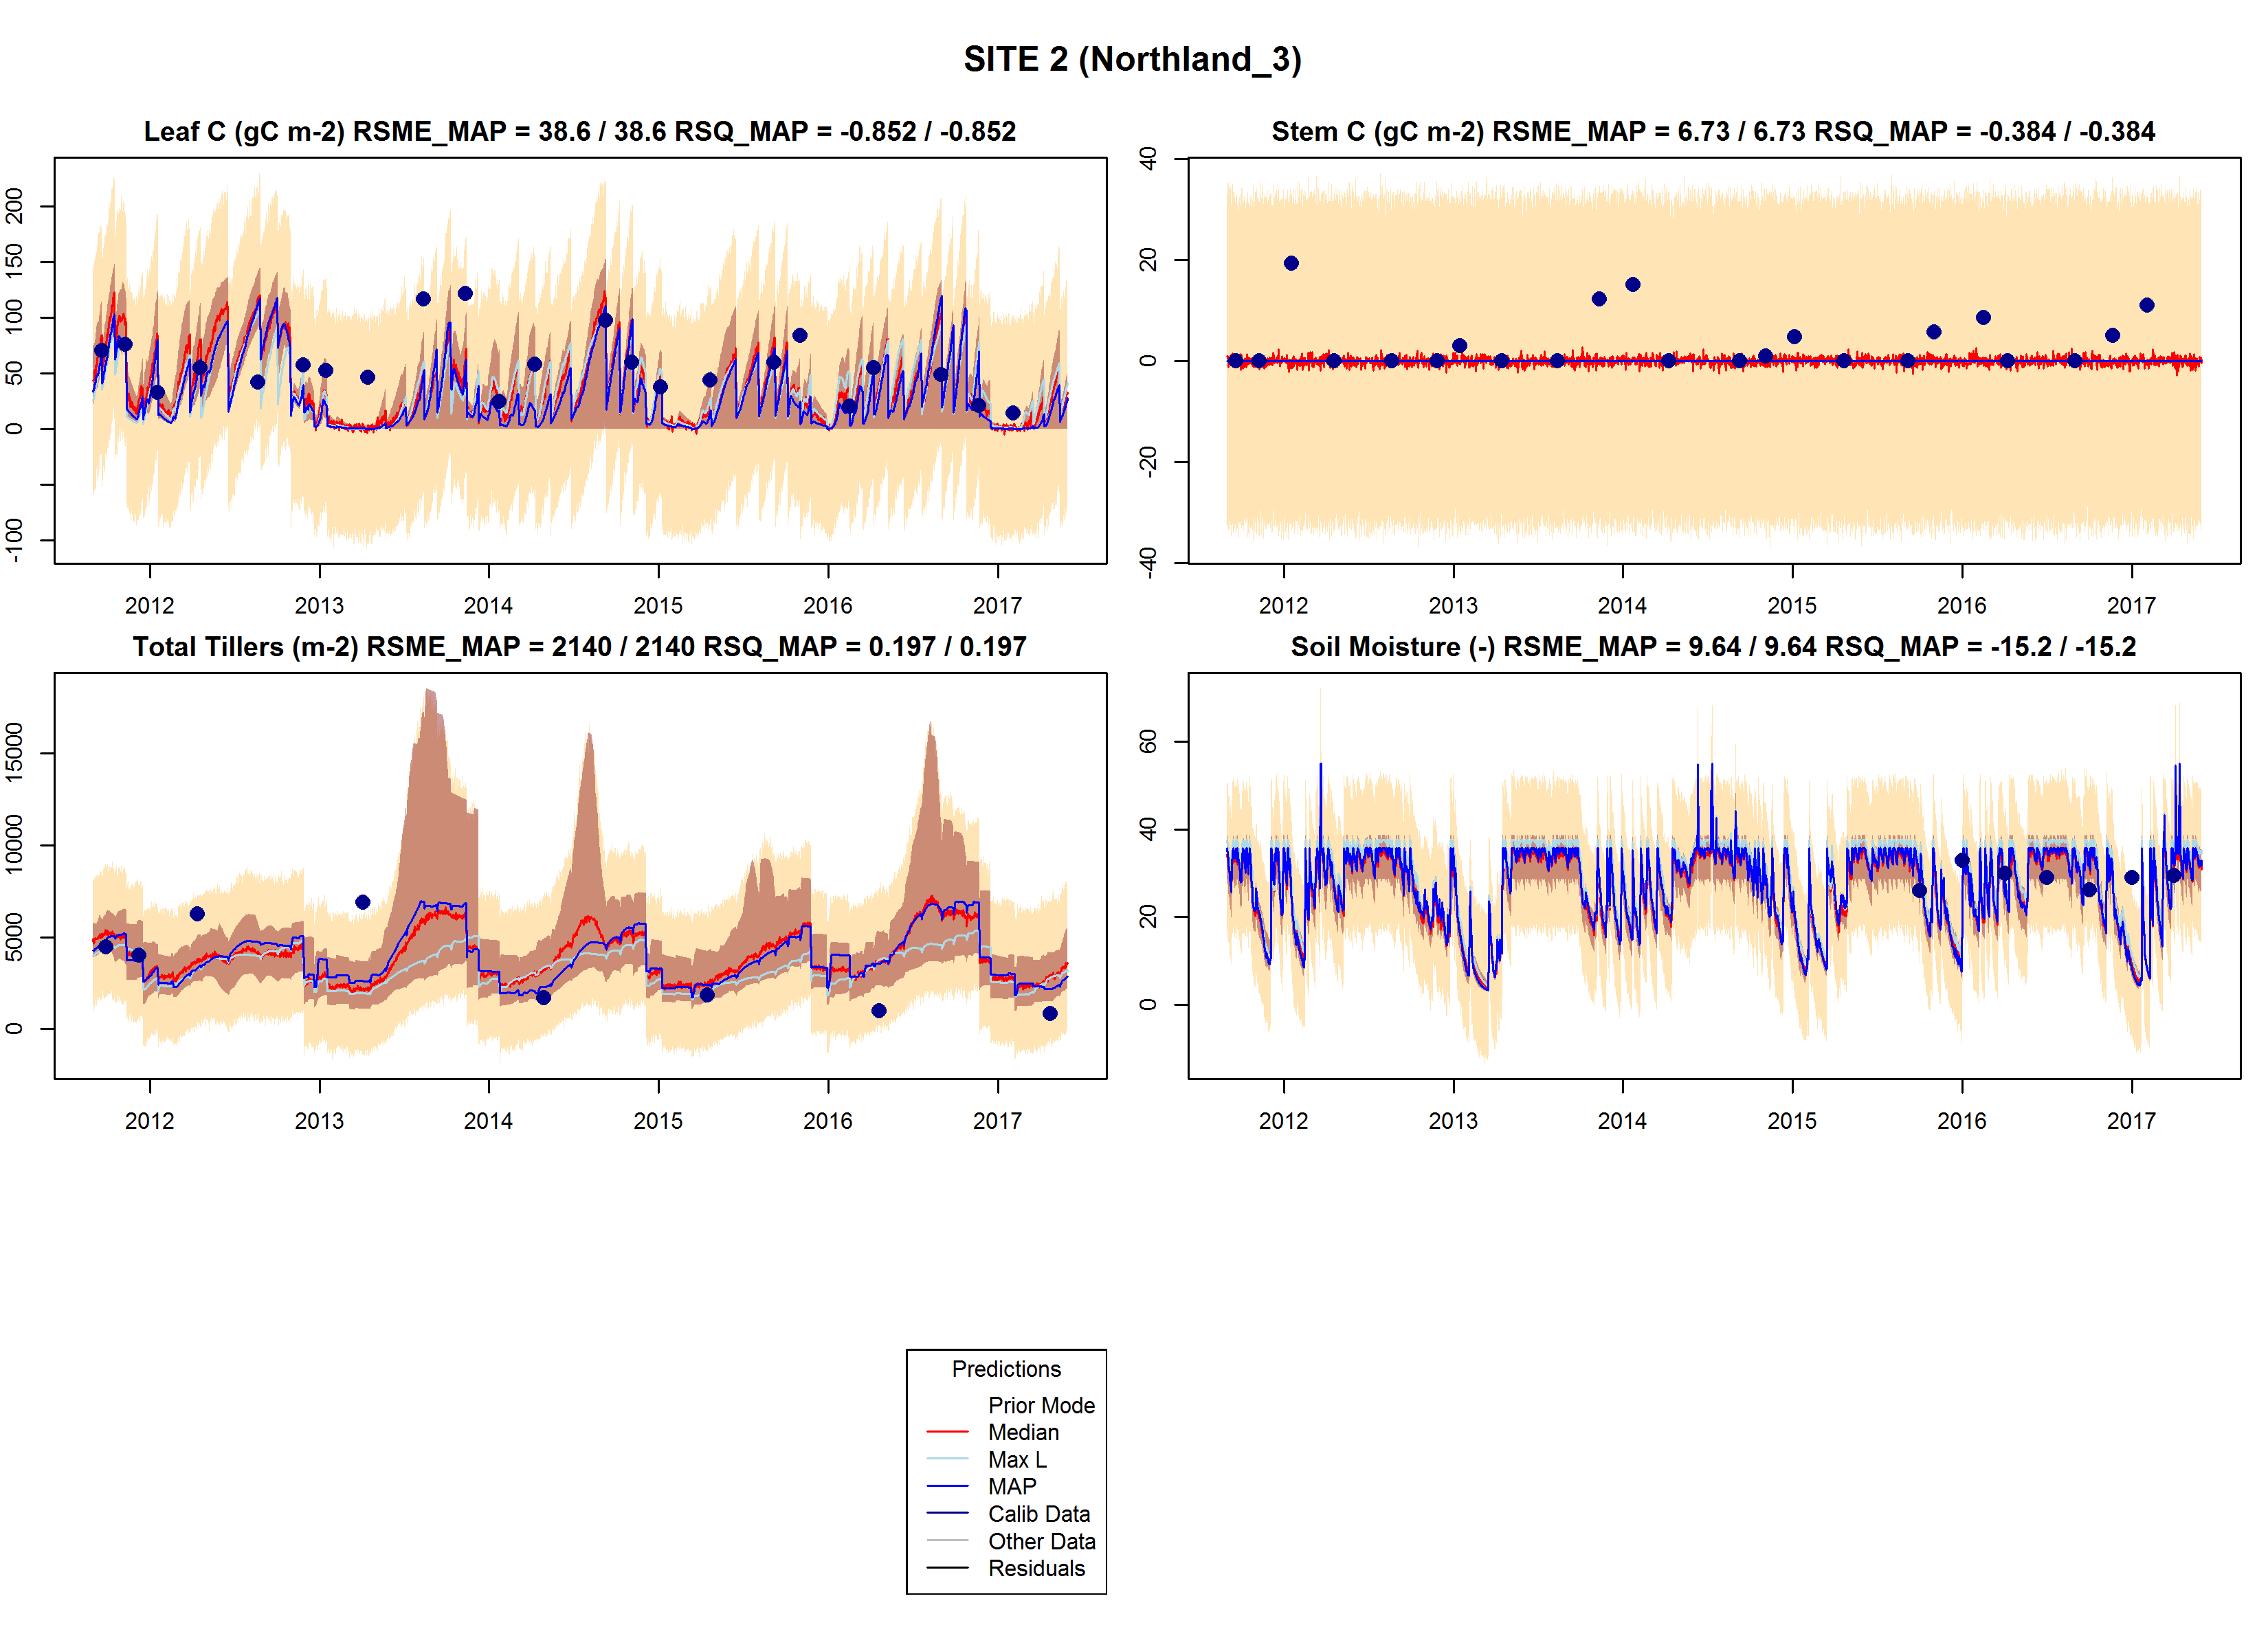 SITE 2 (Northland_3)
Leaf C (gC m-2) RSME_MAP = 38.6 / 38.6 RSQ_MAP = -0.852 / -0.852
200
150
100
50
0
-100
2012 2013 2014 2015 2016 2017
Stem C (gC m-2) RSME_MAP = 6.73 / 6.73 RSQ_MAP = -0.384 / -0.384
40
20
0
-20
-40
2012 2013 2014 2015 2016 2017
Total Tillers (m-2) RSME_MAP = 2140 / 2140 RSQ_MAP = 0.197 / 0.197
15000
10000
5000
0
2012 2013 2014 2015 2016 2017
Soil Moisture (-) RSME_MAP = 9.64 / 9.64 RSQ_MAP = -15.2 / -15.2
60
40
20
0
2012 2013 2014 2015 2016 2017
Predictions
Prior Mode
Median
Max L
MAP
Calib Data
Other Data
Residuals